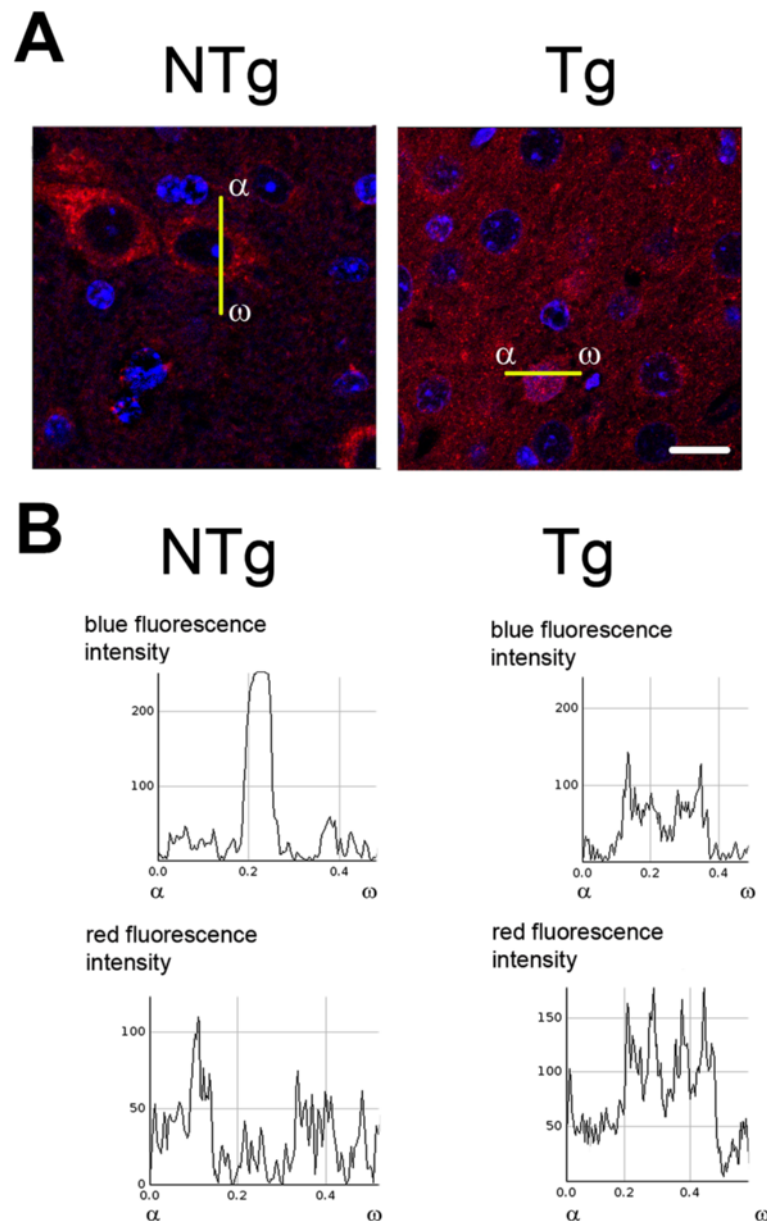 A
NTg
Tg
α
ω
α
ω
B
NTg
Tg
blue fluorescence
intensity
200
100
0.0
0.2
0.4
α
ω
blue fluorescence
intensity
200
100
0.0
0.2
0.4
α
ω
red fluorescence
intensity
100
50
0
0.0
0.2
0.4
α
ω
red fluorescence
intensity
150
100
50
0.0
0.2
0.4
α
ω